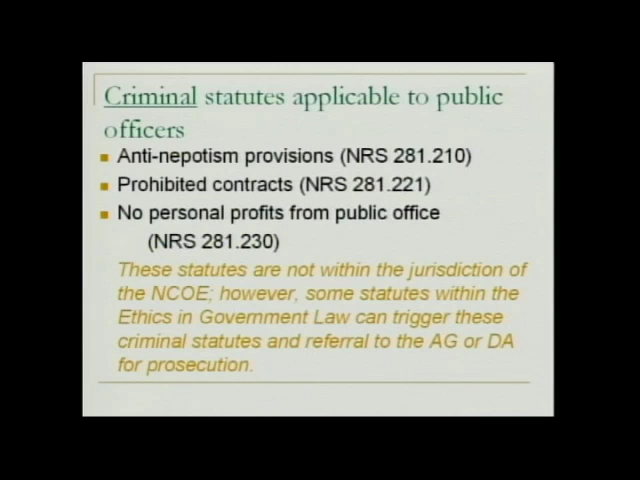 Criminal statutes applicable to public
officers
Anti-nepotism provisions (NRS 281.210)
Prohibited contracts (NRS 281.221)
No personal profits from public office
(NRS 281.230)
These statutes are not within the jurisdiction of
the NCOE; however, some statutes within the
Ethics in Government Law can trigger these
criminal statutes and referral to the AG or DA
for prosecution.